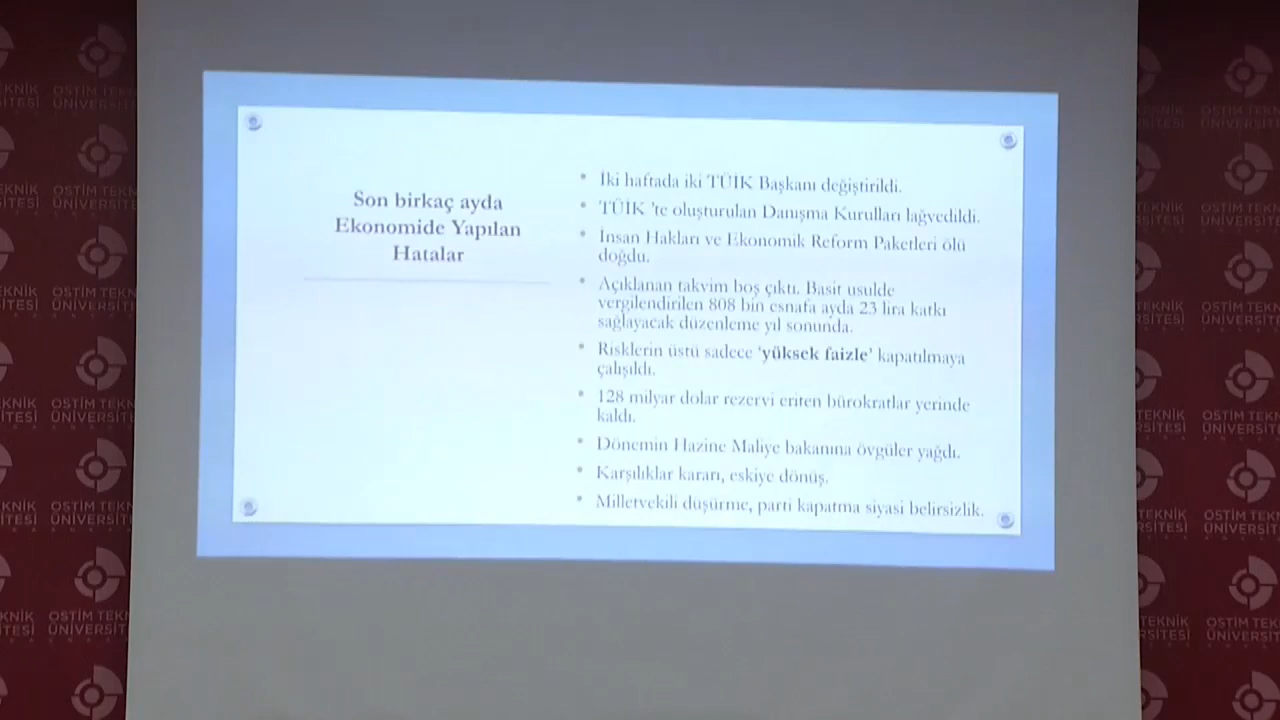 Son birkaç ayda
Ekonomide Yapılan
Hatalar
• İki haftada iki TÜİK Başkanı değiştirildi.
• TÜİK 'te oluşturulan Danışma Kurulları lağvedildi.
• İnsan Hakları ve Ekonomik Reform Paketleri ölü
doğdu.
• Açıklanan takvim boş çıktı. Basit usulde
vergilendirilen 808 bin esnafa ayda 23 lira katkı
sağlayacak düzenleme yıl sonunda.
• Risklerin üstü sadece 'yüksek faizle' kapatılmaya
çalışıldı.
• 128 milyar dolar rezervi eriten bürokratlar yerinde
kaldı.
• Dönemin Hazine Maliye bakanına övgüler yağdı.
• Karşılıklar kararı, eskiye dönüş.
• Milletvekili düşürme, parti kapatma siyasi belirsizlik.
OSTİM TEKNİK
ÜNİVERSİTESİ